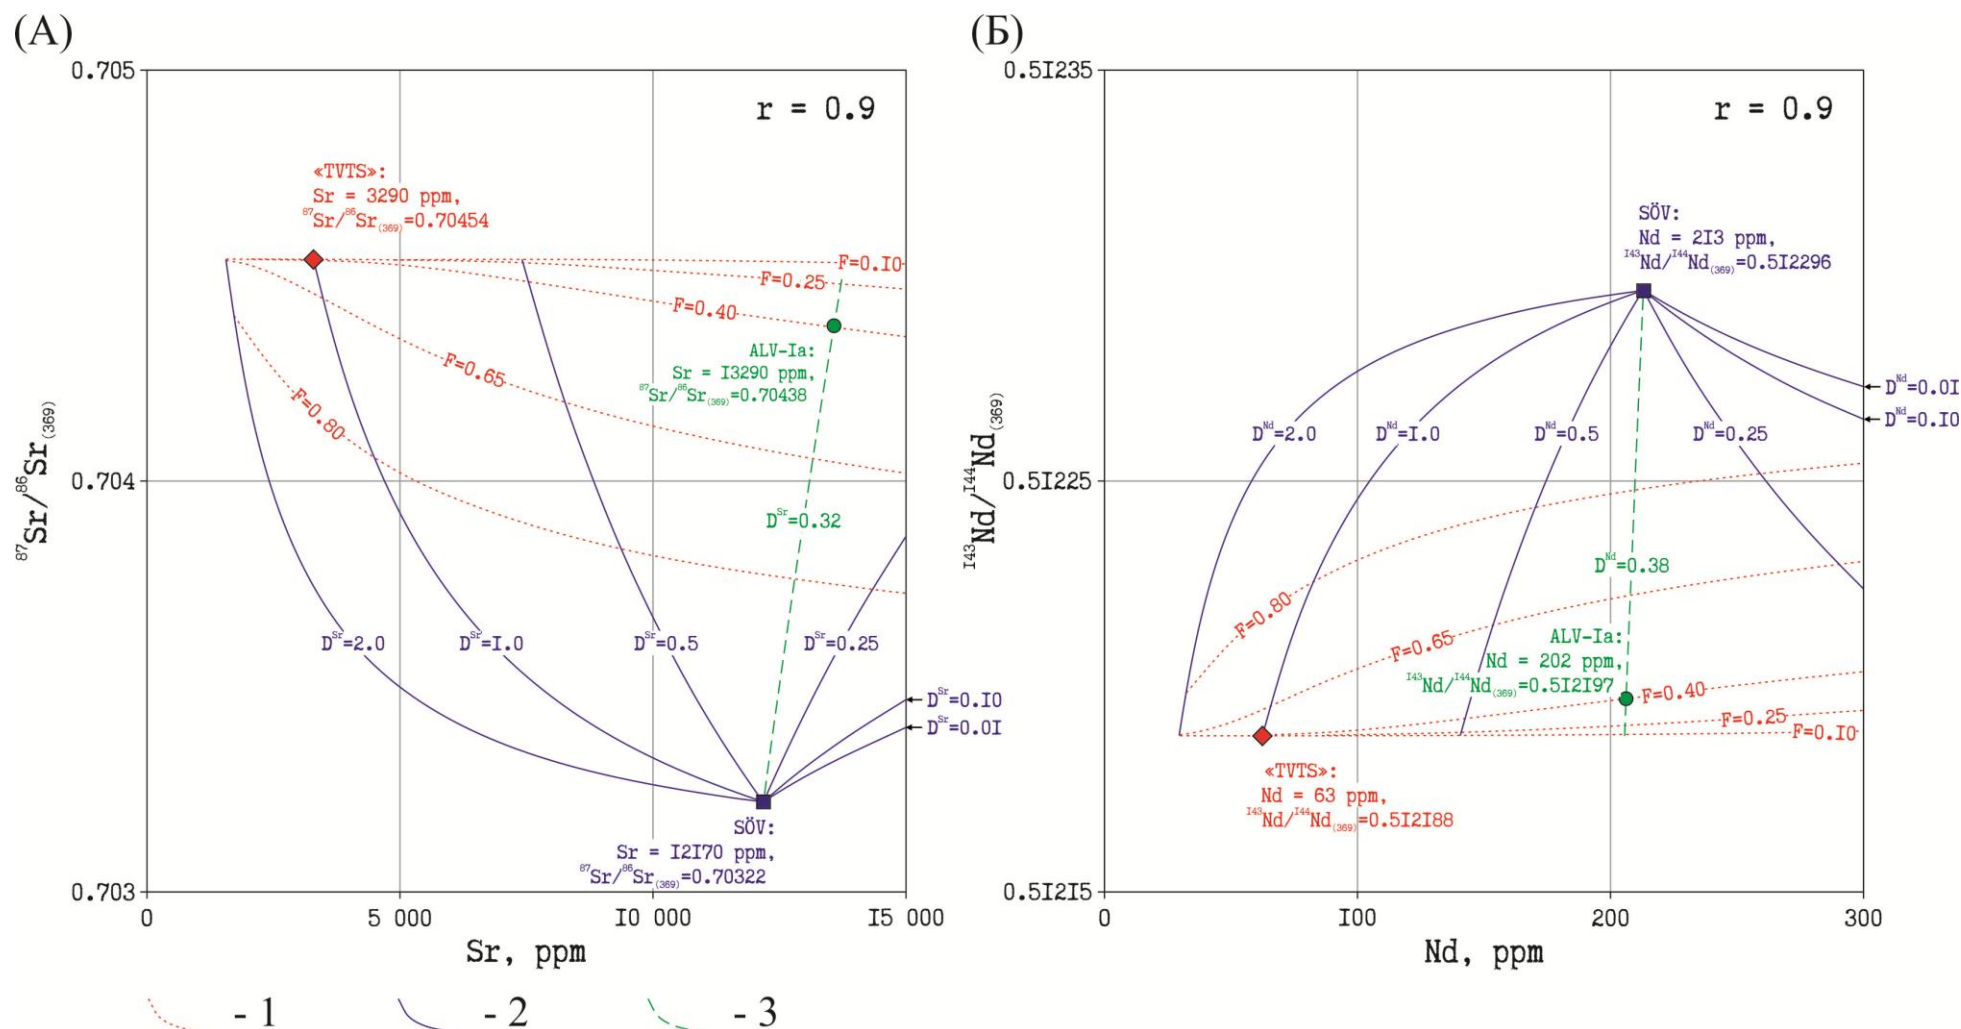 (А)
0.705
r = 0.9
«TVTS»:
Sr = 3290 ppm,
⁸⁷Sr/⁸⁶Sr₍₃₆₉₎=0.70454
F=0.I0
F=0.25
F=0.40
ALV-Ia:
Sr = I3290 ppm,
⁸⁷Sr/⁸⁶Sr₍₃₆₉₎=0.70438
F=0.65
F=0.80
⁸⁷Sr/⁸⁶Sr₍₃₆₉₎
0.704
Dˢʳ=0.32
Dˢʳ=2.0
Dˢʳ=I.0
Dˢʳ=0.5
Dˢʳ=0.25
Dˢʳ=0.I0
Dˢʳ=0.0I
SÖV:
Sr = I2I70 ppm,
⁸⁷Sr/⁸⁶Sr₍₃₆₉₎=0.70322
0.703
0
5 000
I0 000
I5 000
Sr, ppm
(Б)
0.5I235
r = 0.9
SÖV:
Nd = 2I3 ppm,
ᴵ⁴³Nd/ᴵ⁴⁴Nd₍₃₆₉₎=0.5I2296
Dᴺᵈ=0.0I
Dᴺᵈ=0.I0
Dᴺᵈ=2.0
Dᴺᵈ=I.0
Dᴺᵈ=0.5
Dᴺᵈ=0.25
ᴵ⁴³Nd/ᴵ⁴⁴Nd₍₃₆₉₎
0.5I225
Dᴺᵈ=0.38
F=0.80
F=0.65
ALV-Ia:
Nd = 202 ppm,
ᴵ⁴³Nd/ᴵ⁴⁴Nd₍₃₆₉₎=0.5I2I97
F=0.40
F=0.25
F=0.I0
«TVTS»:
Nd = 63 ppm,
ᴵ⁴³Nd/ᴵ⁴⁴Nd₍₃₆₉₎=0.5I2I88
0.5I2I5
0
I00
200
300
Nd, ppm
- 1
- 2
- 3